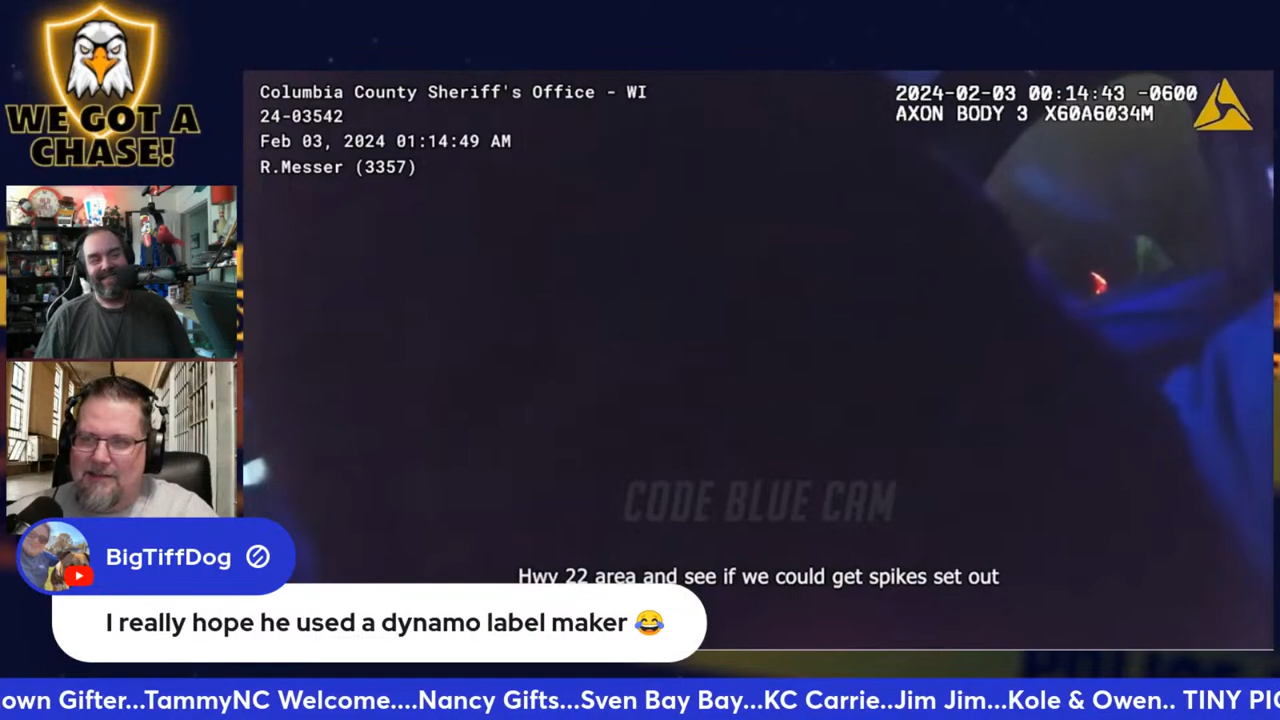 WE GOT A
CHASE!
Columbia County Sheriff's Office - WI
24-03542
Feb 03, 2024 01:14:49 AM
R.Messer (3357)
2024-02-03 00:14:43 -0600
AXON BODY 3 X60A6034M
CODE BLUE CAM
Hwy 22 area and see if we could get spikes set out
BigTiffDog
I really hope he used a dynamo label maker 😂
own Gifter...TammyNC Welcome....Nancy Gifts...Sven Bay Bay...KC Carrie..Jim Jim...Kole & Owen.. TINY PI